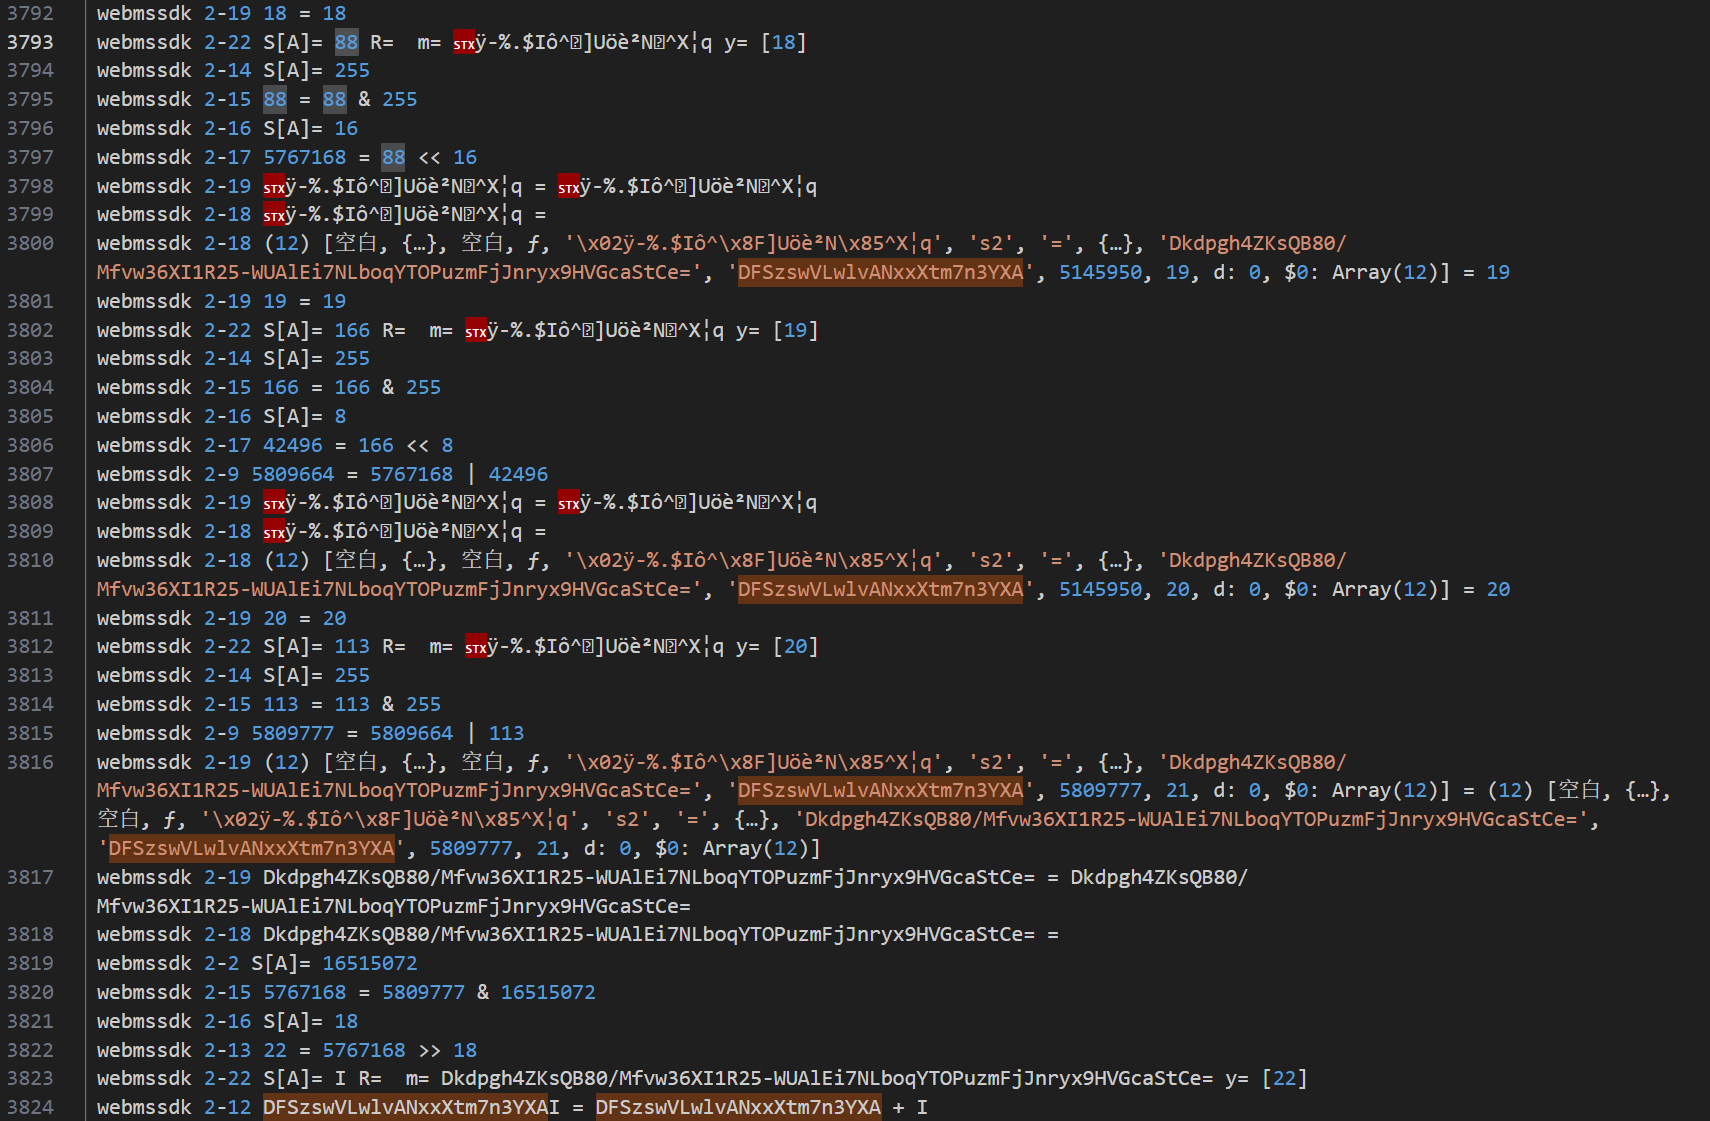 3792 webmssdk 2-19 18 = 18
3793 webmssdk 2-22 S[A]= 88 R=  m= STXÿ-%.$Iô^]Uöè²N^X¦q y= [18]
3794 webmssdk 2-14 S[A]= 255
3795 webmssdk 2-15 88 = 88 & 255
3796 webmssdk 2-16 S[A]= 16
3797 webmssdk 2-17 5767168 = 88 << 16
3798 webmssdk 2-19 STXÿ-%.$Iô^]Uöè²N^X¦q = STXÿ-%.$Iô^]Uöè²N^X¦q
3799 webmssdk 2-18 STXÿ-%.$Iô^]Uöè²N^X¦q =
3800 webmssdk 2-18 (12) [空白, {…}, 空白, ƒ, '\x02ÿ-%.$Iô^\x8F]Uöè²N\x85^X¦q', 's2', '=', {…}, 'Dkdpgh4ZKsQB80/
Mfvw36XI1R25-WUAlEi7NLboqYTOPuzmFjJnryx9HVGcaStCe=', 'DFSzswVLwlvANxxXtm7n3YXA', 5145950, 19, d: 0, $0: Array(12)] = 19
3801 webmssdk 2-19 19 = 19
3802 webmssdk 2-22 S[A]= 166 R=  m= STXÿ-%.$Iô^]Uöè²N^X¦q y= [19]
3803 webmssdk 2-14 S[A]= 255
3804 webmssdk 2-15 166 = 166 & 255
3805 webmssdk 2-16 S[A]= 8
3806 webmssdk 2-17 42496 = 166 << 8
3807 webmssdk 2-9 5809664 = 5767168 | 42496
3808 webmssdk 2-19 STXÿ-%.$Iô^]Uöè²N^X¦q = STXÿ-%.$Iô^]Uöè²N^X¦q
3809 webmssdk 2-18 STXÿ-%.$Iô^]Uöè²N^X¦q =
3810 webmssdk 2-18 (12) [空白, {…}, 空白, ƒ, '\x02ÿ-%.$Iô^\x8F]Uöè²N\x85^X¦q', 's2', '=', {…}, 'Dkdpgh4ZKsQB80/
Mfvw36XI1R25-WUAlEi7NLboqYTOPuzmFjJnryx9HVGcaStCe=', 'DFSzswVLwlvANxxXtm7n3YXA', 5145950, 20, d: 0, $0: Array(12)] = 20
3811 webmssdk 2-19 20 = 20
3812 webmssdk 2-22 S[A]= 113 R=  m= STXÿ-%.$Iô^]Uöè²N^X¦q y= [20]
3813 webmssdk 2-14 S[A]= 255
3814 webmssdk 2-15 113 = 113 & 255
3815 webmssdk 2-9 5809777 = 5809664 | 113
3816 webmssdk 2-19 (12) [空白, {…}, 空白, ƒ, '\x02ÿ-%.$Iô^\x8F]Uöè²N\x85^X¦q', 's2', '=', {…}, 'Dkdpgh4ZKsQB80/
Mfvw36XI1R25-WUAlEi7NLboqYTOPuzmFjJnryx9HVGcaStCe=', 'DFSzswVLwlvANxxXtm7n3YXA', 5809777, 21, d: 0, $0: Array(12)] = (12) [空白, {…},
空白, ƒ, '\x02ÿ-%.$Iô^\x8F]Uöè²N\x85^X¦q', 's2', '=', {…}, 'Dkdpgh4ZKsQB80/Mfvw36XI1R25-WUAlEi7NLboqYTOPuzmFjJnryx9HVGcaStCe=',
'DFSzswVLwlvANxxXtm7n3YXA', 5809777, 21, d: 0, $0: Array(12)]
3817 webmssdk 2-19 Dkdpgh4ZKsQB80/Mfvw36XI1R25-WUAlEi7NLboqYTOPuzmFjJnryx9HVGcaStCe= = Dkdpgh4ZKsQB80/
Mfvw36XI1R25-WUAlEi7NLboqYTOPuzmFjJnryx9HVGcaStCe=
3818 webmssdk 2-18 Dkdpgh4ZKsQB80/Mfvw36XI1R25-WUAlEi7NLboqYTOPuzmFjJnryx9HVGcaStCe= =
3819 webmssdk 2-2 S[A]= 16515072
3820 webmssdk 2-15 5767168 = 5809777 & 16515072
3821 webmssdk 2-16 S[A]= 18
3822 webmssdk 2-13 22 = 5767168 >> 18
3823 webmssdk 2-22 S[A]= I R=  m= Dkdpgh4ZKsQB80/Mfvw36XI1R25-WUAlEi7NLboqYTOPuzmFjJnryx9HVGcaStCe= y= [22]
3824 webmssdk 2-12 DFSzswVLwlvANxxXtm7n3YXAI = DFSzswVLwlvANxxXtm7n3YXA + I